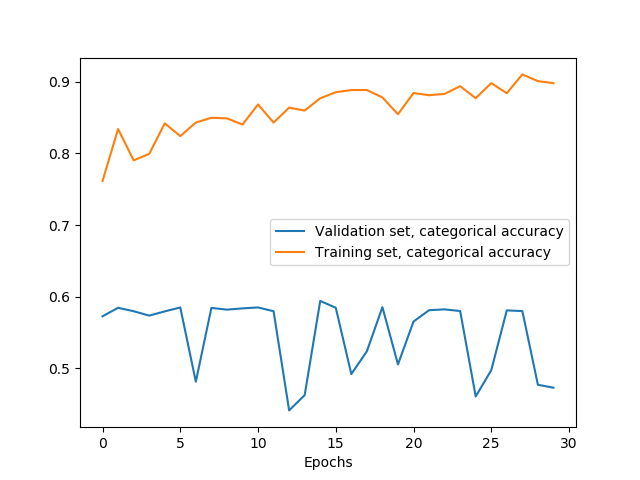 0.9
0.8
0.7
0.6
0.5
Validation set, categorical accuracy
Training set, categorical accuracy
0 5 10 15 20 25 30
Epochs